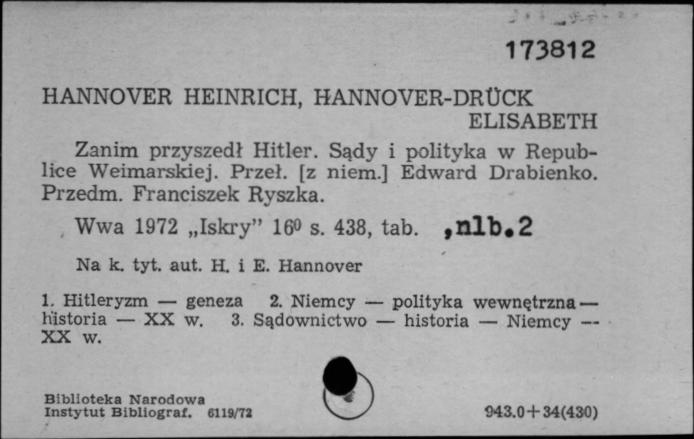 173812
HANNOVER HEINRICH, HANNOVER-DRÜCK
ELISABETH
Zanim przyszedł Hitler. Sądy i polityka w Repub-
lice Weimarskiej. Przeł. [z niem.] Edward Drabienko.
Przedm. Franciszek Ryszka.
Wwa 1972 „Iskry” 16⁰ s. 438, tab. ,nlb.2
Na k. tyt. aut. H. i E. Hannover
1. Hitleryzm — geneza 2. Niemcy — polityka wewnętrzna —
historia — XX w. 3. Sądownictwo — historia — Niemcy —
XX w.
Biblioteka Narodowa
Instytut Bibliograf. 6119/72
943.0+34(430)